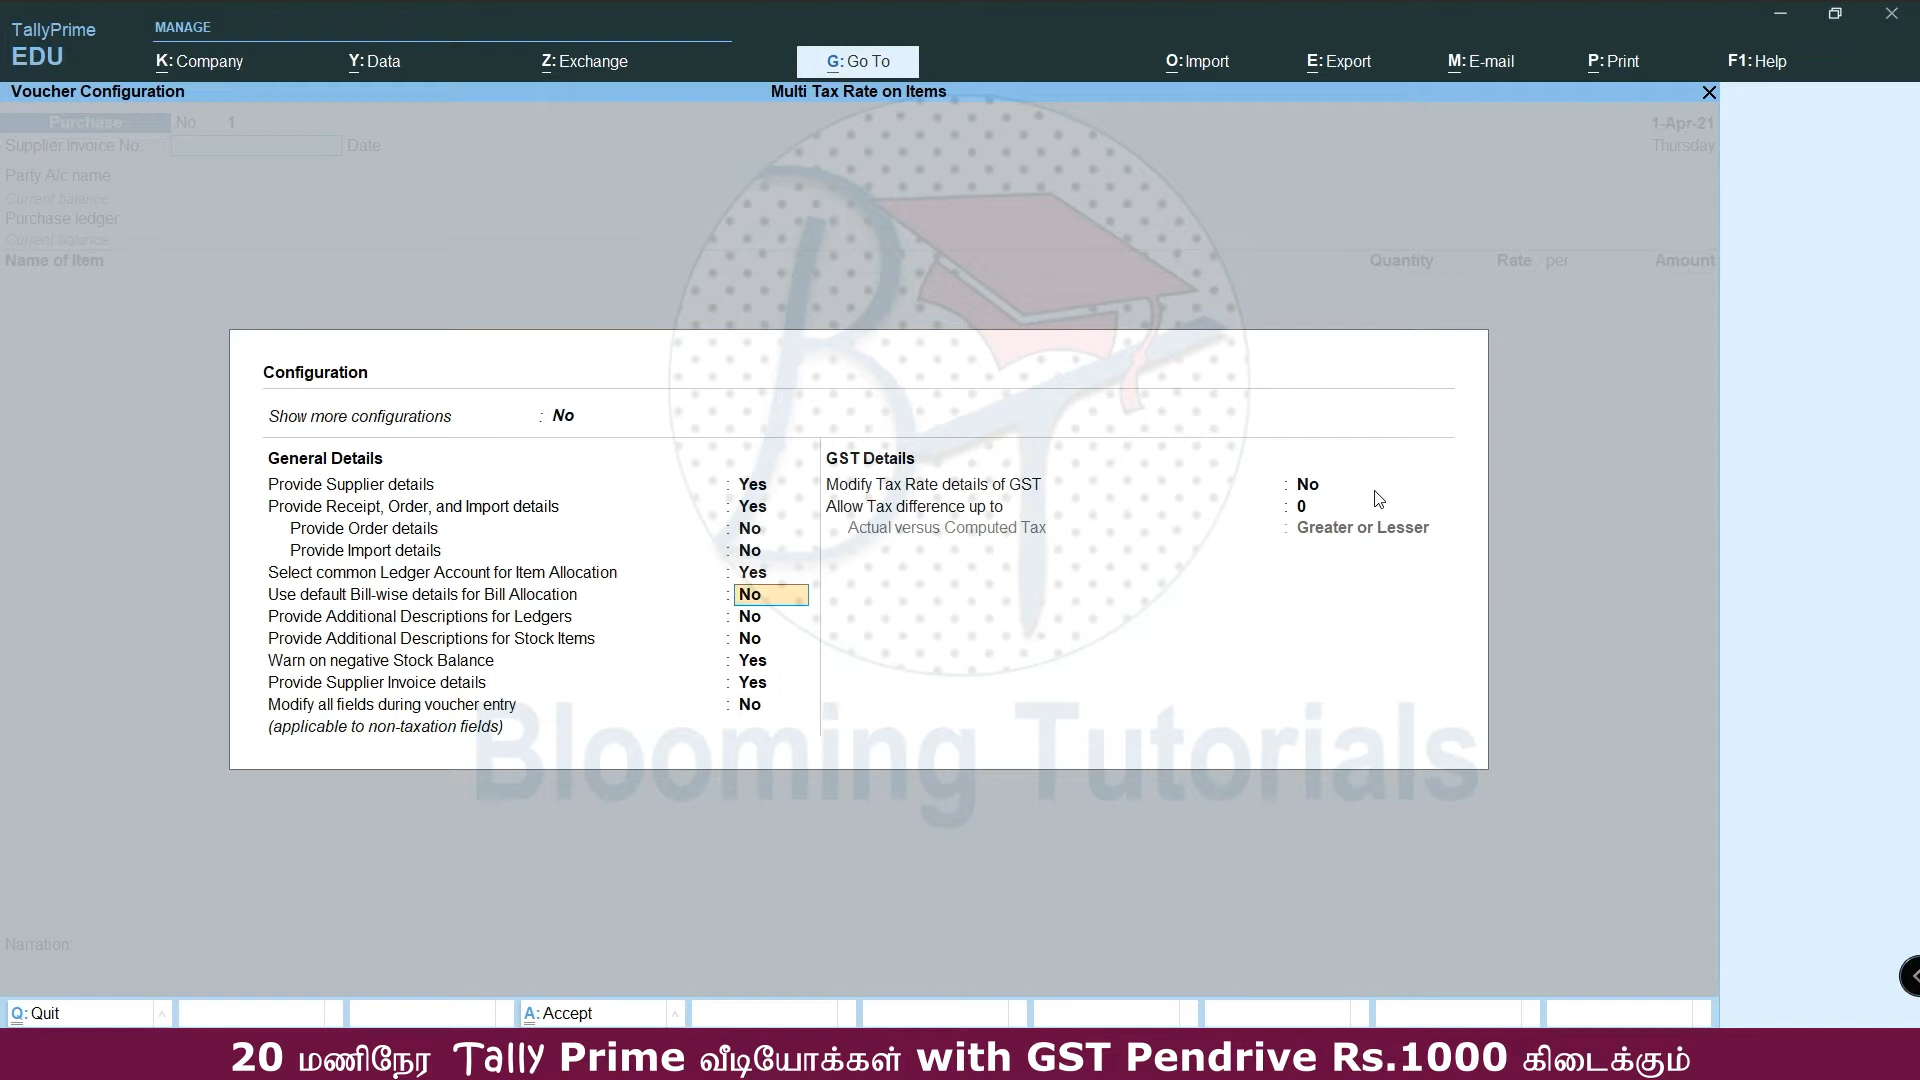 TallyPrime
EDU
MANAGE
K: Company Y: Data Z: Exchange G: Go To O: Import E: Export M: E-mail P: Print F1: Help
Voucher Configuration Multi Tax Rate on Items
Purchase No. 1 1-Apr-21
Supplier Invoice No. : Date Thursday
Party A/c name
Current balance
Purchase ledger
Current balance
Name of Item Quantity Rate per Amount
Configuration
Show more configurations : No
General Details GST Details
Provide Supplier details : Yes Modify Tax Rate details of GST : No
Provide Receipt, Order, and Import details : Yes Allow Tax difference up to : 0
Provide Order details : No Actual versus Computed Tax : Greater or Lesser
Provide Import details : No
Select common Ledger Account for Item Allocation : Yes
Use default Bill-wise details for Bill Allocation : No
Provide Additional Descriptions for Ledgers : No
Provide Additional Descriptions for Stock Items : No
Warn on negative Stock Balance : Yes
Provide Supplier Invoice details : Yes
Modify all fields during voucher entry : No
(applicable to non-taxation fields)
Blooming Tutorials
Narration:
Q: Quit A: Accept
20 மணிநேர Tally Prime வீடியோக்கள் with GST Pendrive Rs.1000 கிடைக்கும்